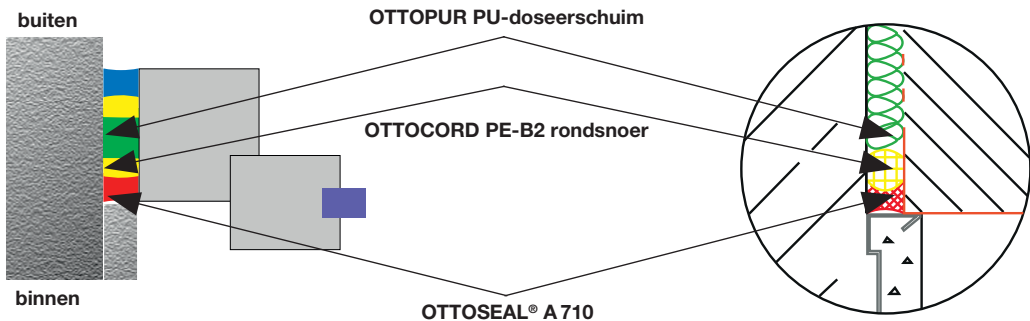 buiten
OTTOPUR PU-doseerschuim
OTTOCORD PE-B2 rondsnoer
binnen
OTTOSEAL® A 710